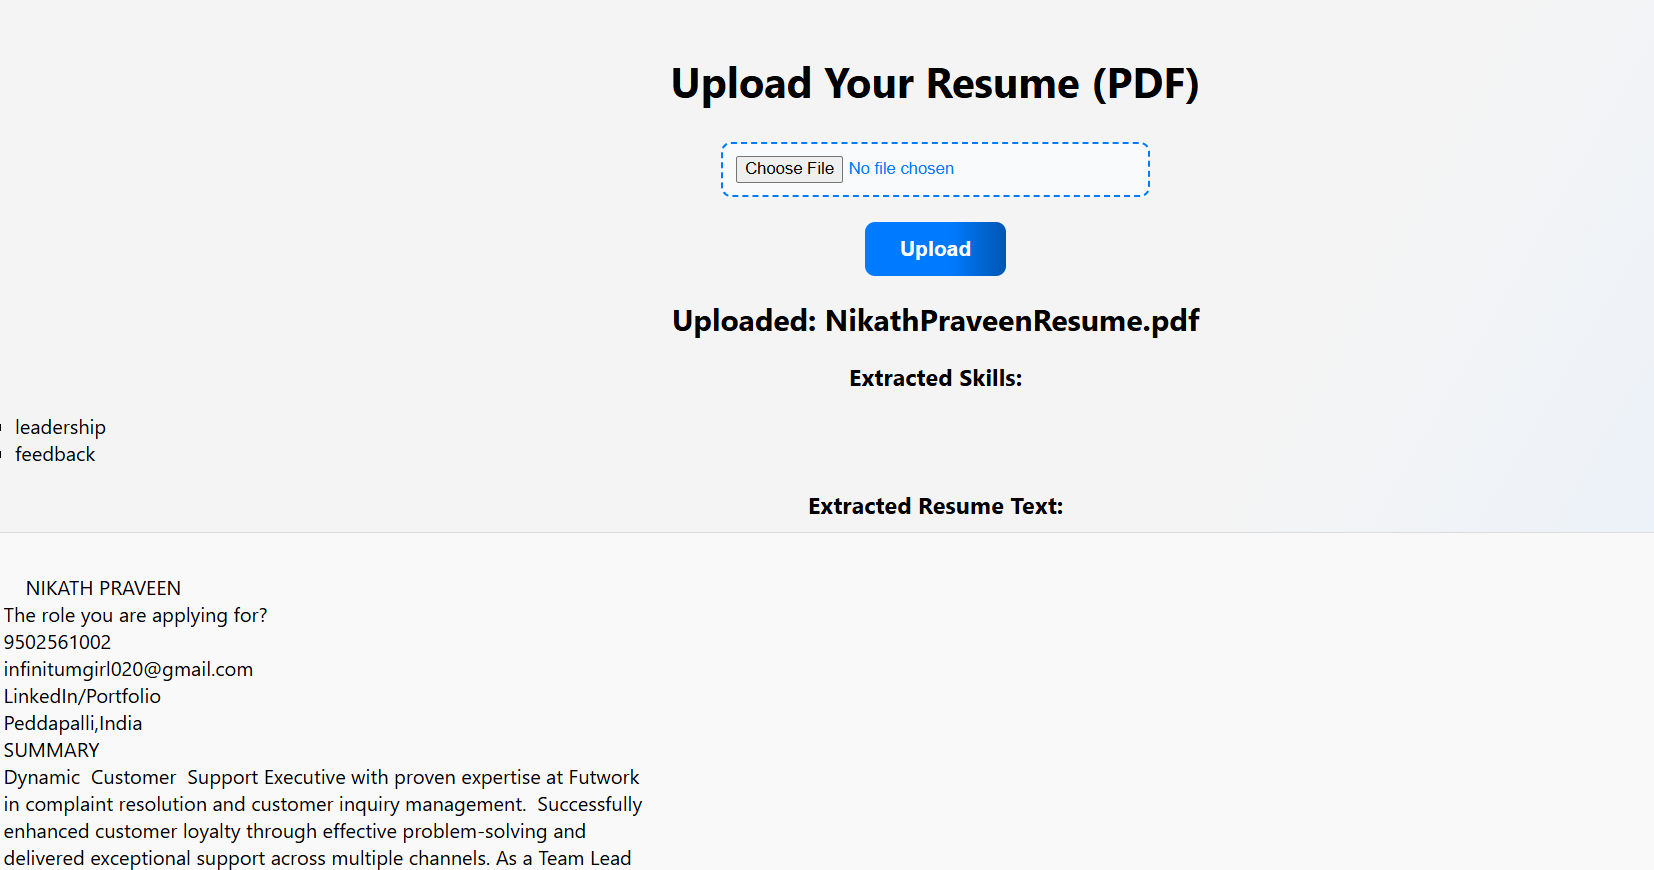 Upload Your Resume (PDF)
Choose File No file chosen
Upload
Uploaded: NikathPraveenResume.pdf
Extracted Skills:
leadership
feedback
Extracted Resume Text:
NIKATH PRAVEEN
The role you are applying for?
9502561002
infinitumgirl020@gmail.com
LinkedIn/Portfolio
Peddapalli,India
SUMMARY
Dynamic  Customer  Support Executive with proven expertise at Futwork
in complaint resolution and customer inquiry management.  Successfully
enhanced customer loyalty through effective problem-solving and
delivered exceptional support across multiple channels. As a Team Lead